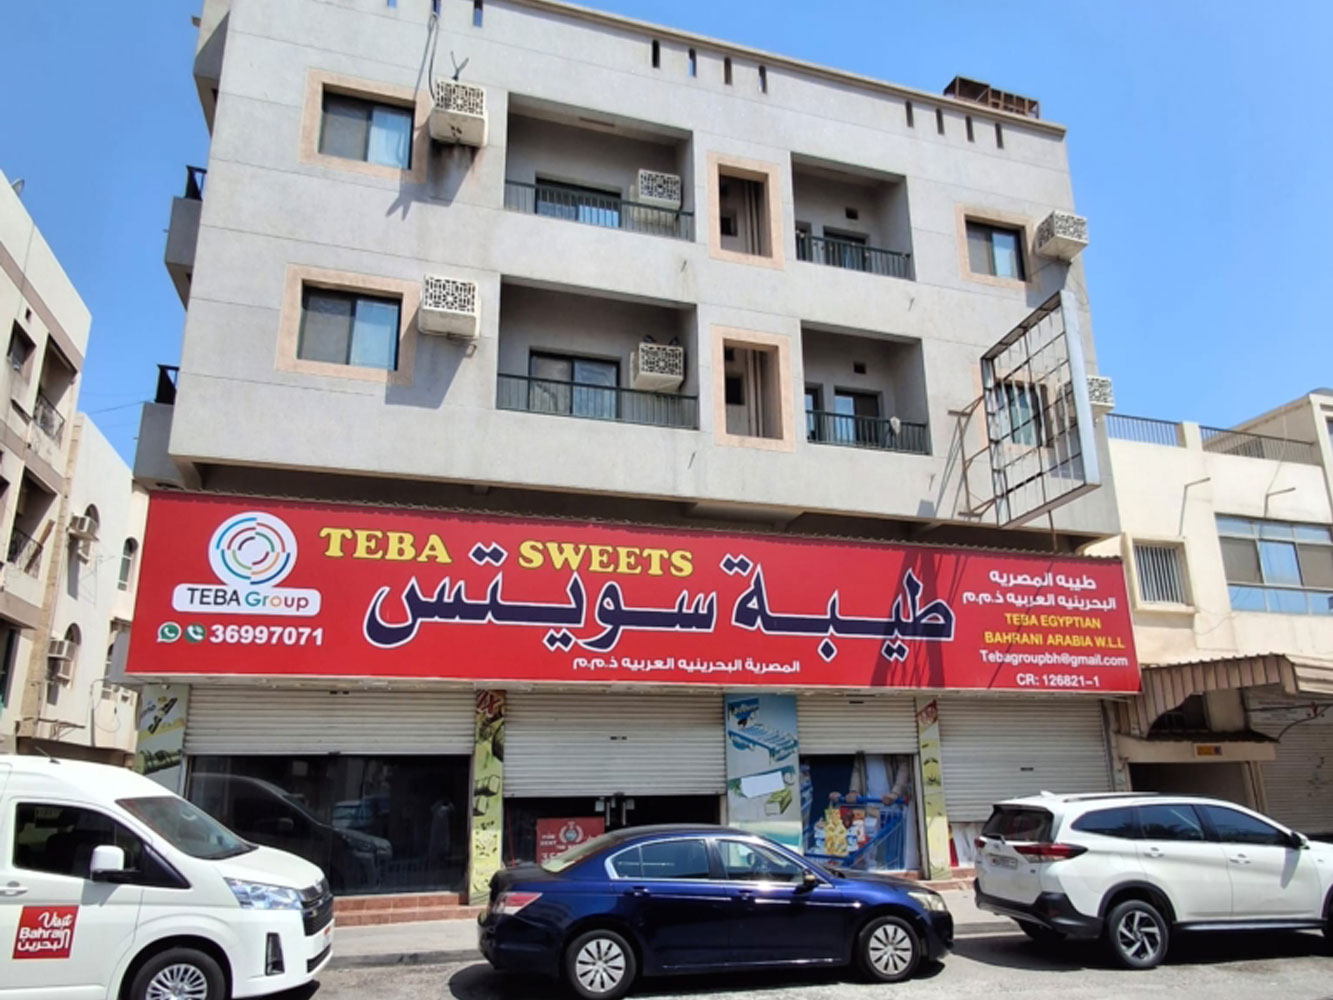 TEBA SWEETS
طيبة سويتس
المصرية البحرينيه العربيه ذ.م.م
TEBA Group
36997071
طيبه المصريه
البحرينيه العربيه ذ.م.م
TEBA EGYPTIAN
BAHRANI ARABIA W.L.L
Tebagroupbh@gmail.com
CR: 126821-1
Visit
Bahrain
البحرين